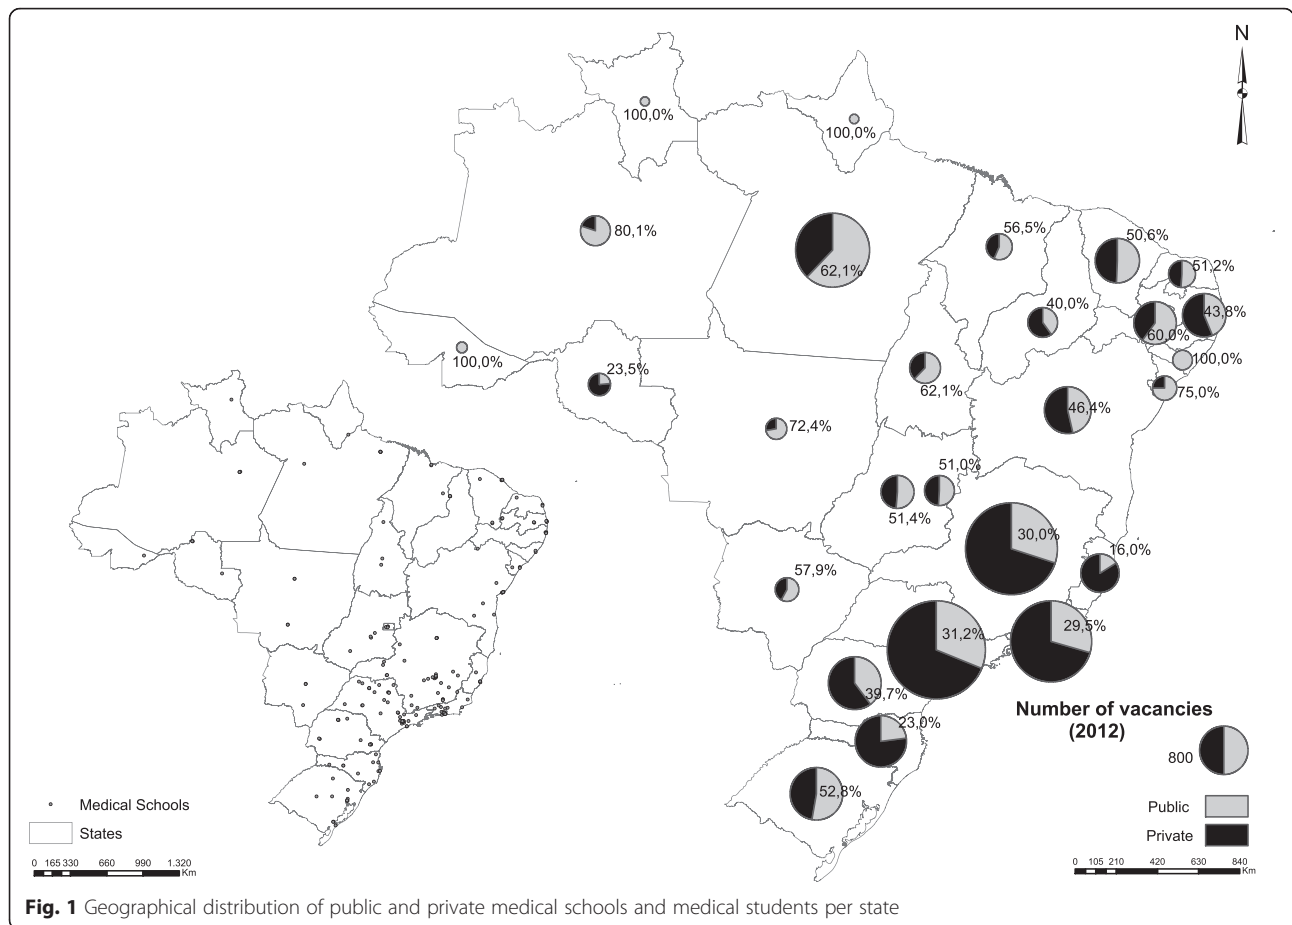 N
100,0%
100,0%
80,1%
62,1%
56,5%
50,6%
51,2%
43,8%
60,0%
40,0%
100,0%
75,0%
100,0%
23,5%
62,1%
46,4%
72,4%
51,0%
51,4%
30,0%
16,0%
57,9%
31,2%
29,5%
39,7%
23,0%
52,8%
Number of vacancies
(2012)
800
Public
Private
0 105 210 420 630 840
Km
Medical Schools
States
0 165 330 660 990 1.320
Km
Fig. 1 Geographical distribution of public and private medical schools and medical students per state